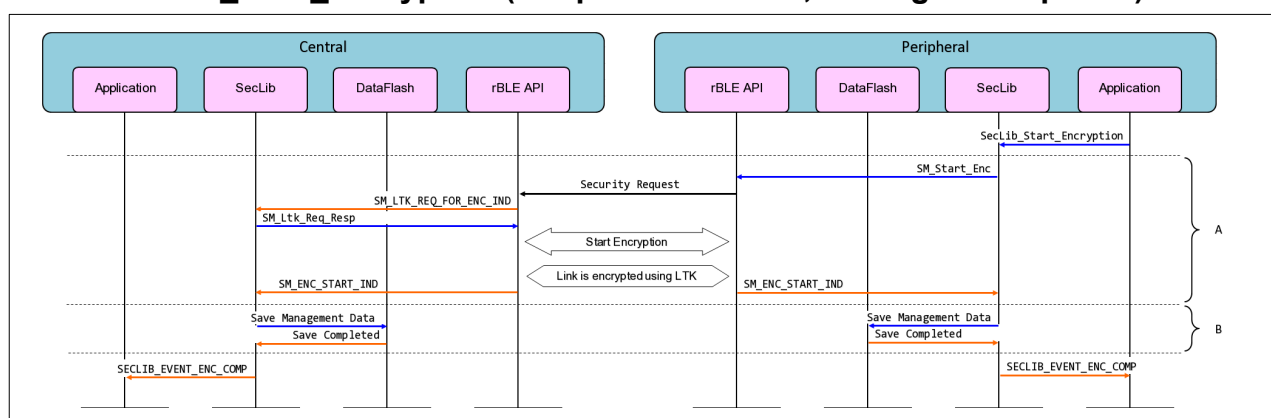 Central
Peripheral
Application
SecLib
DataFlash
rBLE API
rBLE API
DataFlash
SecLib
Application
SecLib_Start_Encryption
SM_Start_Enc
Security Request
SM_LTK_REQ_FOR_ENC_IND
SM_Ltk_Req_Resp
A
Start Encryption
Link is encrypted using LTK
SM_ENC_START_IND
SM_ENC_START_IND
Save Management Data
Save Management Data
B
Save Completed
Save Completed
SECLIB_EVENT_ENC_COMP
SECLIB_EVENT_ENC_COMP